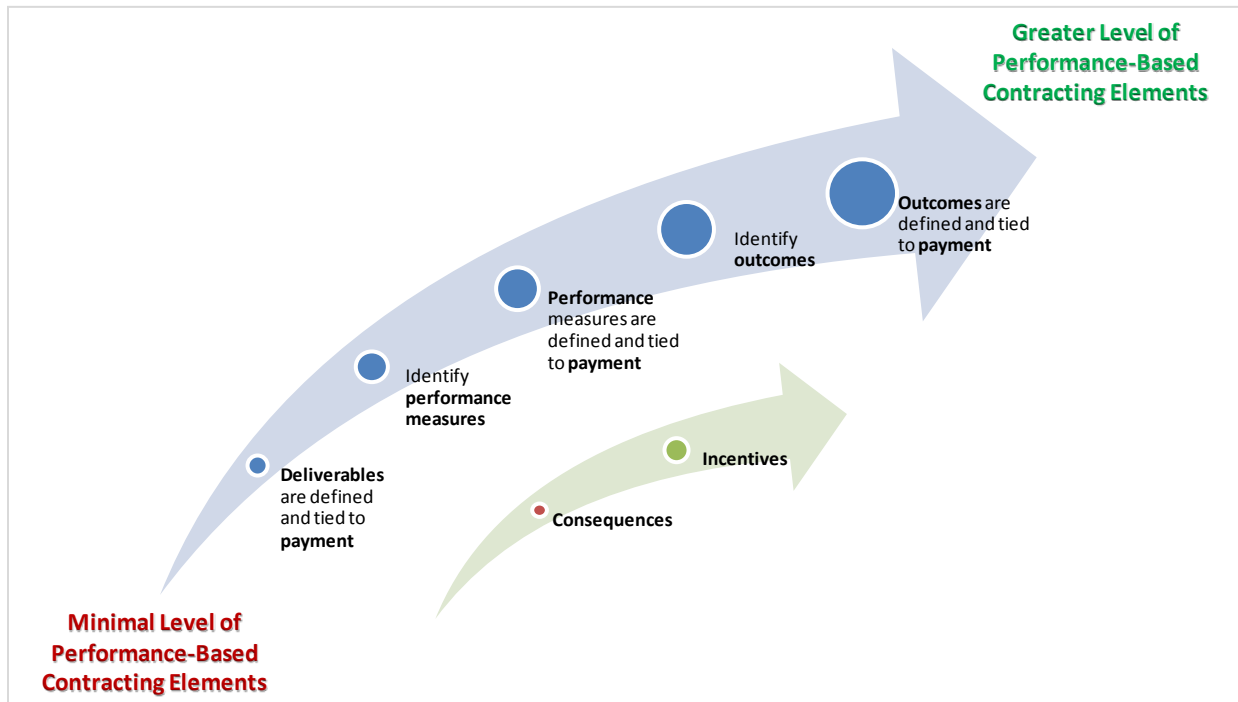 Greater Level of
Performance-Based
Contracting Elements
Outcomes are
defined and tied
to payment
Identify
outcomes
Performance
measures are
defined and tied
to payment
Identify
performance
measures
Deliverables
are defined
and tied to
payment
Incentives
Consequences
Minimal Level of
Performance-Based
Contracting Elements